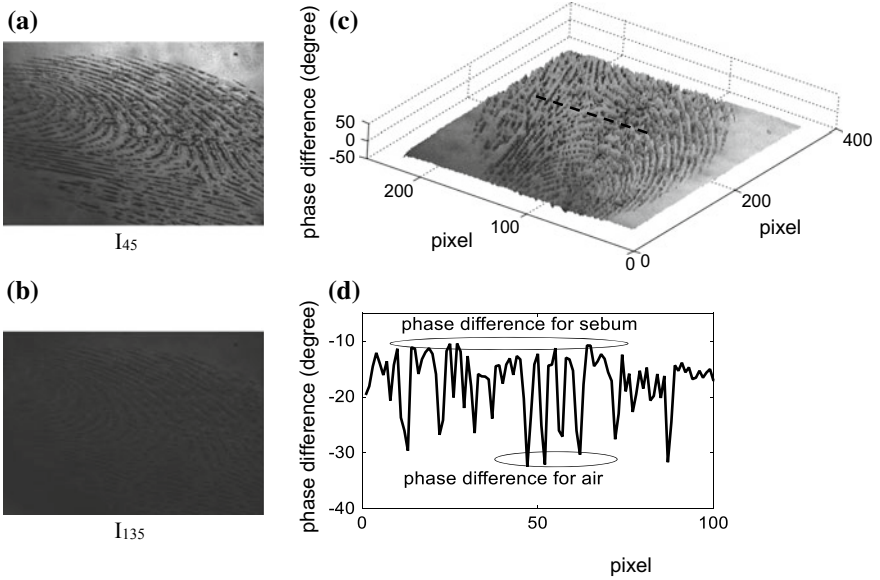 (a)
I45
(b)
I135
(c)
phase difference (degree)
50
0
-50
200
100
0
0
200
400
pixel
pixel
(d)
phase difference (degree)
-10
-20
-30
-40
0
50
100
phase difference for sebum
phase difference for air
pixel